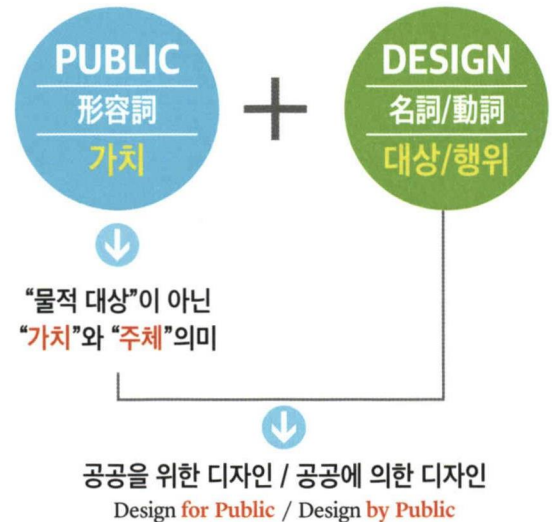 PUBLIC
形容詞
가치
+
DESIGN
名詞/動詞
대상/행위
“물적 대상”이 아닌
“가치”와 “주체”의미
공공을 위한 디자인 / 공공에 의한 디자인
Design for Public / Design by Public